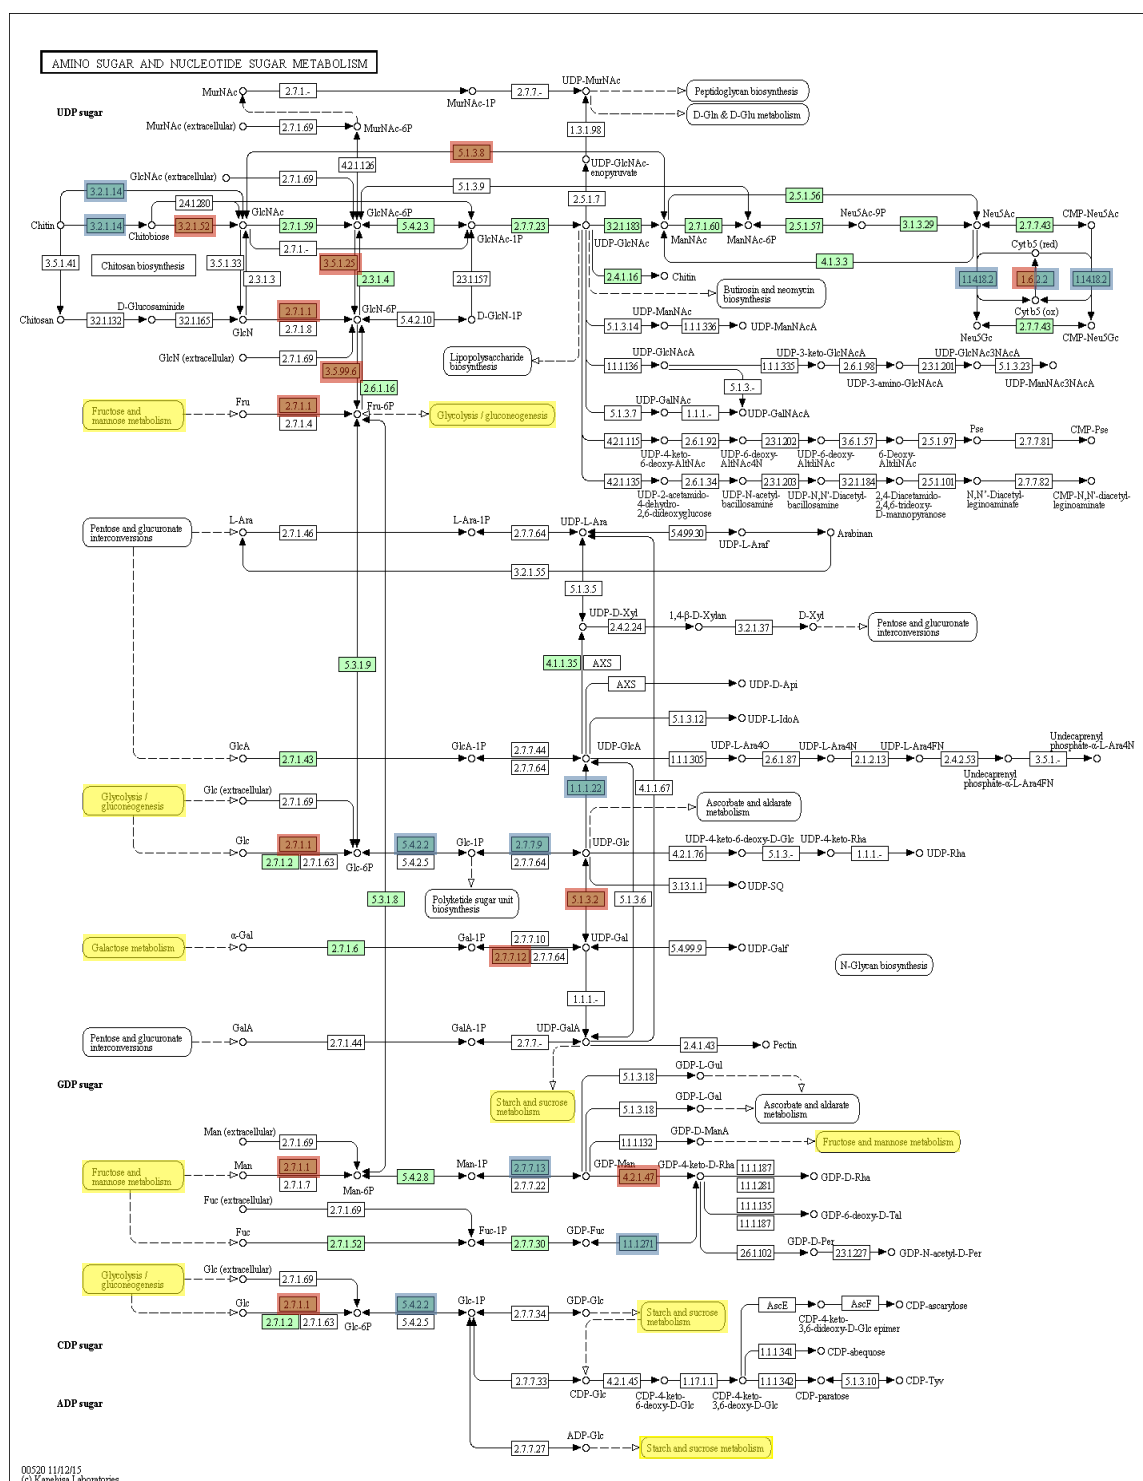 AMINO SUGAR AND NUCLEOTIDE SUGAR METABOLISM
UDP sugar
MurNAc
2.7.1.-
MurNAc-1P
2.7.7.-
UDP-MurNAc
Peptidoglycan biosynthesis
D-Gln & D-Glu metabolism
MurNAc (extracellular)
2.7.1.69
MurNAc-6P
1.3.1.98
4.2.1.126
5.1.3.8
UDP-GlcNAc-
enopyruvate
GlcNAc (extracellular)
2.7.1.69
5.1.3.9
2.5.1.7
3.2.1.14
2.4.1.280
2.5.1.56
Chitin
3.2.1.14
Chitobiose
3.2.1.52
GlcNAc
2.7.1.59
GlcNAc-6P
5.4.2.3
GlcNAc-1P
2.7.7.23
UDP-GlcNAc
3.2.1.183
ManNAc
2.7.1.60
ManNAc-6P
2.5.1.57
Neu5Ac-9P
3.1.3.29
Neu5Ac
2.7.7.43
CMP-Neu5Ac
2.7.1.-
3.5.1.41
Chitosan biosynthesis
3.5.1.33
2.3.1.3
3.5.1.25
2.3.1.4
2.3.1.157
4.1.3.3
2.4.1.16
Chitin
Cyt b5 (red)
1.14.18.2
1.6.2.2
1.14.18.2
Cyt b5 (ox)
Butirosin and neomycin
biosynthesis
Chitosan
3.2.1.132
D-Glucosaminide
3.2.1.165
GlcN
2.7.1.1
2.7.1.8
GlcN-6P
5.4.2.10
D-GlcN-1P
5.1.3.14
UDP-ManNAc
1.1.1.336
UDP-ManNAcA
Neu5Gc
2.7.7.43
CMP-Neu5Gc
GlcN (extracellular)
2.7.1.69
Lipopolysaccharide
biosynthesis
1.1.1.136
UDP-GlcNAcA
1.1.1.335
UDP-3-keto-GlcNAcA
2.6.1.98
UDP-3-amino-GlcNAcA
2.3.1.201
UDP-GlcNAc3NAcA
5.1.3.23
UDP-ManNAc3NAcA
3.5.99.6
2.6.1.16
5.1.3.-
Fructose and
mannose metabolism
Fru
2.7.1.1
2.7.1.4
Fru-6P
Glycolysis / gluconeogenesis
5.1.3.7
UDP-GalNAc
1.1.1.-
UDP-GalNAcA
4.2.1.115
UDP-4-keto-
6-deoxy-AltNAc
2.6.1.92
UDP-6-deoxy-
AltNAc4N
2.3.1.202
UDP-6-deoxy-
AltdiNAc
3.6.1.57
6-Deoxy-
AltdiNAc
2.5.1.97
Pse
2.7.7.81
CMP-Pse
4.2.1.135
UDP-2-acetamido-
4-dehydro-
2,6-dideoxyglucose
2.6.1.34
UDP-N-acetyl-
bacillosamine
2.3.1.203
UDP-N,N'-Diacetyl-
bacillosamine
3.2.1.184
2,4-Diacetamido-
2,4,6-trideoxy-
D-mannopyranose
2.5.1.101
N,N'-Diacetyl-
leginoaminate
2.7.7.82
CMP-N,N'-diacetyl-
leginoaminate
Pentose and glucuronate
interconversions
L-Ara
2.7.1.46
L-Ara-1P
2.7.7.64
UDP-L-Ara
5.4.99.30
UDP-L-Araf
Arabinan
3.2.1.55
5.1.3.5
UDP-D-Xyl
2.4.2.24
1,4-β-D-Xylan
3.2.1.37
D-Xyl
Pentose and glucuronate
interconversions
5.3.1.9
4.1.1.35
AXS
AXS
UDP-D-Api
5.1.3.12
UDP-L-IdoA
GlcA
2.7.1.43
GlcA-1P
2.7.7.44
2.7.7.64
UDP-GlcA
1.1.1.305
UDP-L-Ara4O
2.6.1.87
UDP-L-Ara4N
2.1.2.13
UDP-L-Ara4FN
2.4.2.53
Undecaprenyl
phosphate-α-L-Ara4FN
3.5.1.-
Undecaprenyl
phosphate-α-L-Ara4N
1.1.1.22
4.1.1.67
Glycolysis /
gluconeogenesis
Glc (extracellular)
2.7.1.69
Ascorbate and aldarate
metabolism
Glc
2.7.1.1
2.7.1.2
2.7.1.63
Glc-6P
5.4.2.2
5.4.2.5
Glc-1P
2.7.7.9
2.7.7.64
UDP-Glc
4.2.1.76
UDP-4-keto-6-deoxy-D-Glc
5.1.3.-
UDP-4-keto-Rha
1.1.1.-
UDP-Rha
3.13.1.1
UDP-SQ
Polyketide sugar unit
biosynthesis
5.3.1.8
5.1.3.2
5.1.3.6
Galactose metabolism
α-Gal
2.7.1.6
Gal-1P
2.7.7.10
2.7.7.12
2.7.7.64
UDP-Gal
5.4.99.9
UDP-Galf
N-Glycan biosynthesis
1.1.1.-
Pentose and glucuronate
interconversions
GalA
2.7.1.44
GalA-1P
2.7.7.-
UDP-GalA
2.4.1.43
Pectin
GDP sugar
Starch and sucrose
metabolism
5.1.3.18
GDP-L-Gul
5.1.3.18
GDP-L-Gal
Ascorbate and aldarate
metabolism
1.1.1.132
GDP-D-ManA
Fructose and mannose metabolism
Man (extracellular)
2.7.1.69
Fructose and
mannose metabolism
Man
2.7.1.1
2.7.1.7
Man-6P
5.4.2.8
Man-1P
2.7.7.13
2.7.7.22
GDP-Man
4.2.1.47
GDP-4-keto-D-Rha
1.1.1.187
1.1.1.281
GDP-D-Rha
1.1.1.135
1.1.1.187
GDP-6-deoxy-D-Tal
Fuc (extracellular)
2.7.1.69
Fuc
2.7.1.52
Fuc-1P
2.7.7.30
GDP-Fuc
1.1.1.271
2.6.1.102
GDP-D-Per
2.3.1.227
GDP-N-acetyl-D-Per
Glycolysis /
gluconeogenesis
Glc (extracellular)
2.7.1.69
Glc
2.7.1.1
2.7.1.2
2.7.1.63
Glc-6P
5.4.2.2
5.4.2.5
Glc-1P
2.7.7.34
GDP-Glc
Starch and sucrose
metabolism
AscE
CDP-4-keto-
3,6-dideoxy-D-Glc epimer
AscF
CDP-ascarylose
CDP sugar
1.1.1.341
CDP-abequose
2.7.7.33
CDP-Glc
4.2.1.45
CDP-4-keto-
6-deoxy-D-Glc
1.17.1.1
CDP-4-keto-
3,6-deoxy-D-Glc
1.1.1.342
CDP-paratose
5.1.3.10
CDP-Tyv
ADP sugar
2.7.7.27
ADP-Glc
Starch and sucrose metabolism
00520 11/12/15
(c) Kanehisa Laboratories